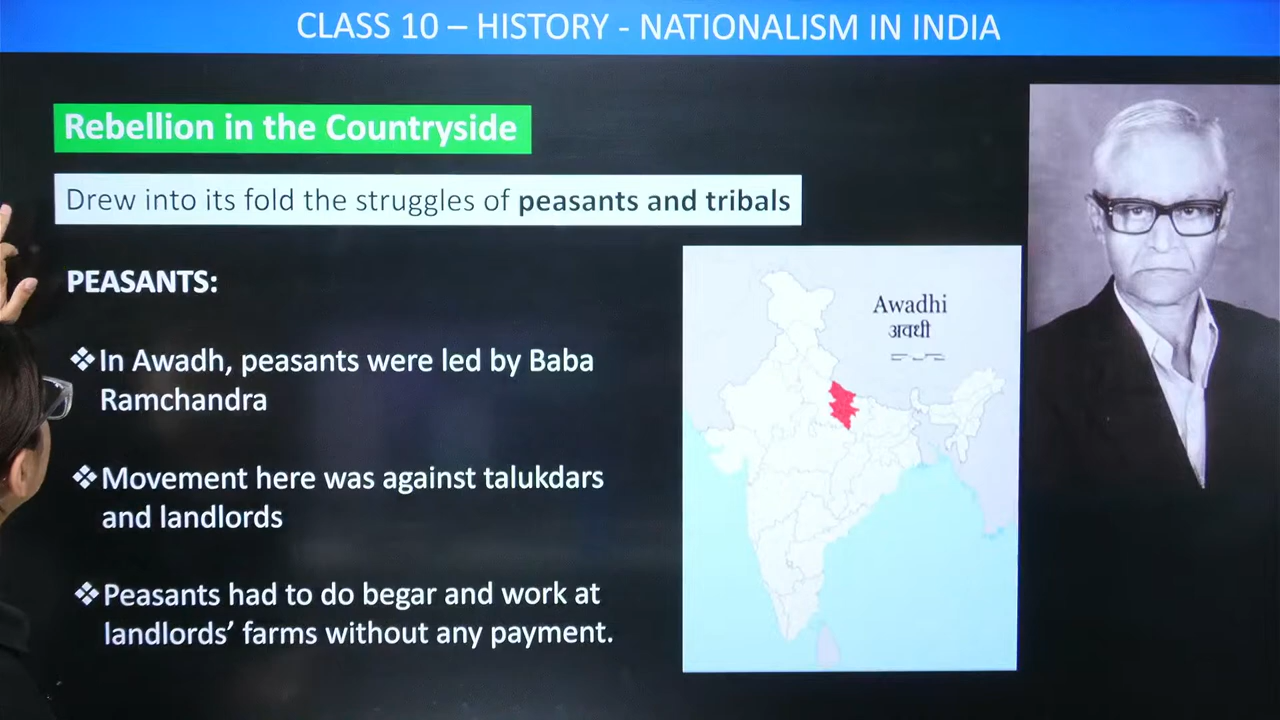 CLASS 10 – HISTORY - NATIONALISM IN INDIA
Rebellion in the Countryside
Drew into its fold the struggles of peasants and tribals
PEASANTS:
❖In Awadh, peasants were led by Baba
Ramchandra
❖Movement here was against talukdars
and landlords
❖Peasants had to do begar and work at
landlords’ farms without any payment.
Awadhi
अवधी